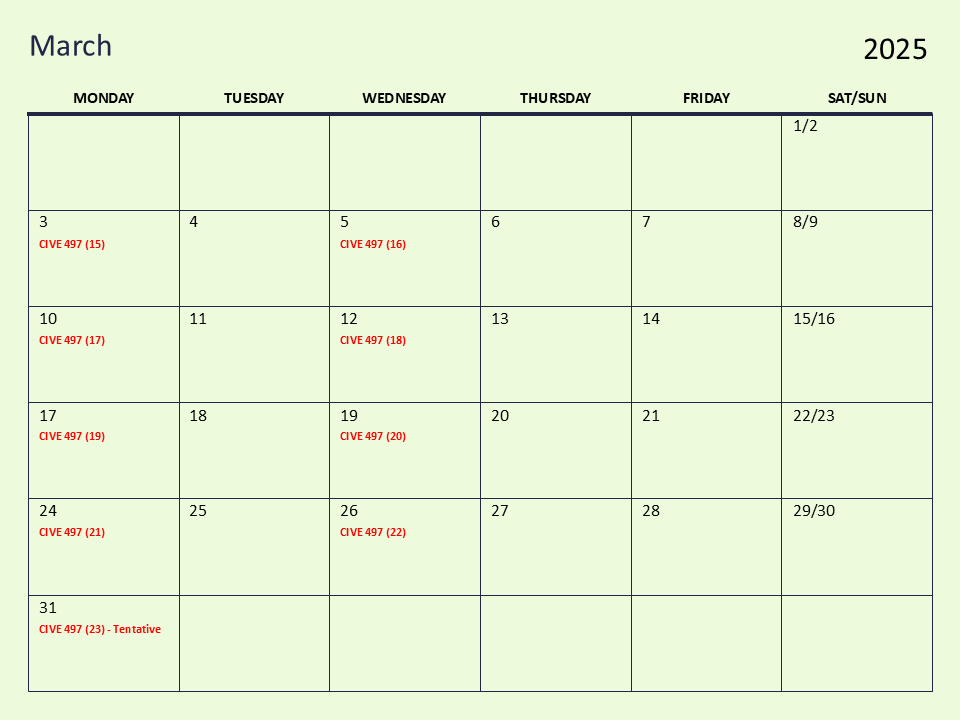 March
2025
MONDAY TUESDAY WEDNESDAY THURSDAY FRIDAY SAT/SUN
1/2
3 4 5 6 7 8/9
CIVE 497 (15) CIVE 497 (16)
10 11 12 13 14 15/16
CIVE 497 (17) CIVE 497 (18)
17 18 19 20 21 22/23
CIVE 497 (19) CIVE 497 (20)
24 25 26 27 28 29/30
CIVE 497 (21) CIVE 497 (22)
31
CIVE 497 (23) - Tentative